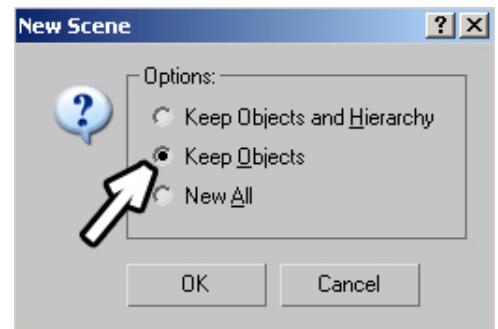 New Scene
Options:
Keep Objects and Hierarchy
Keep Objects
New All
OK Cancel